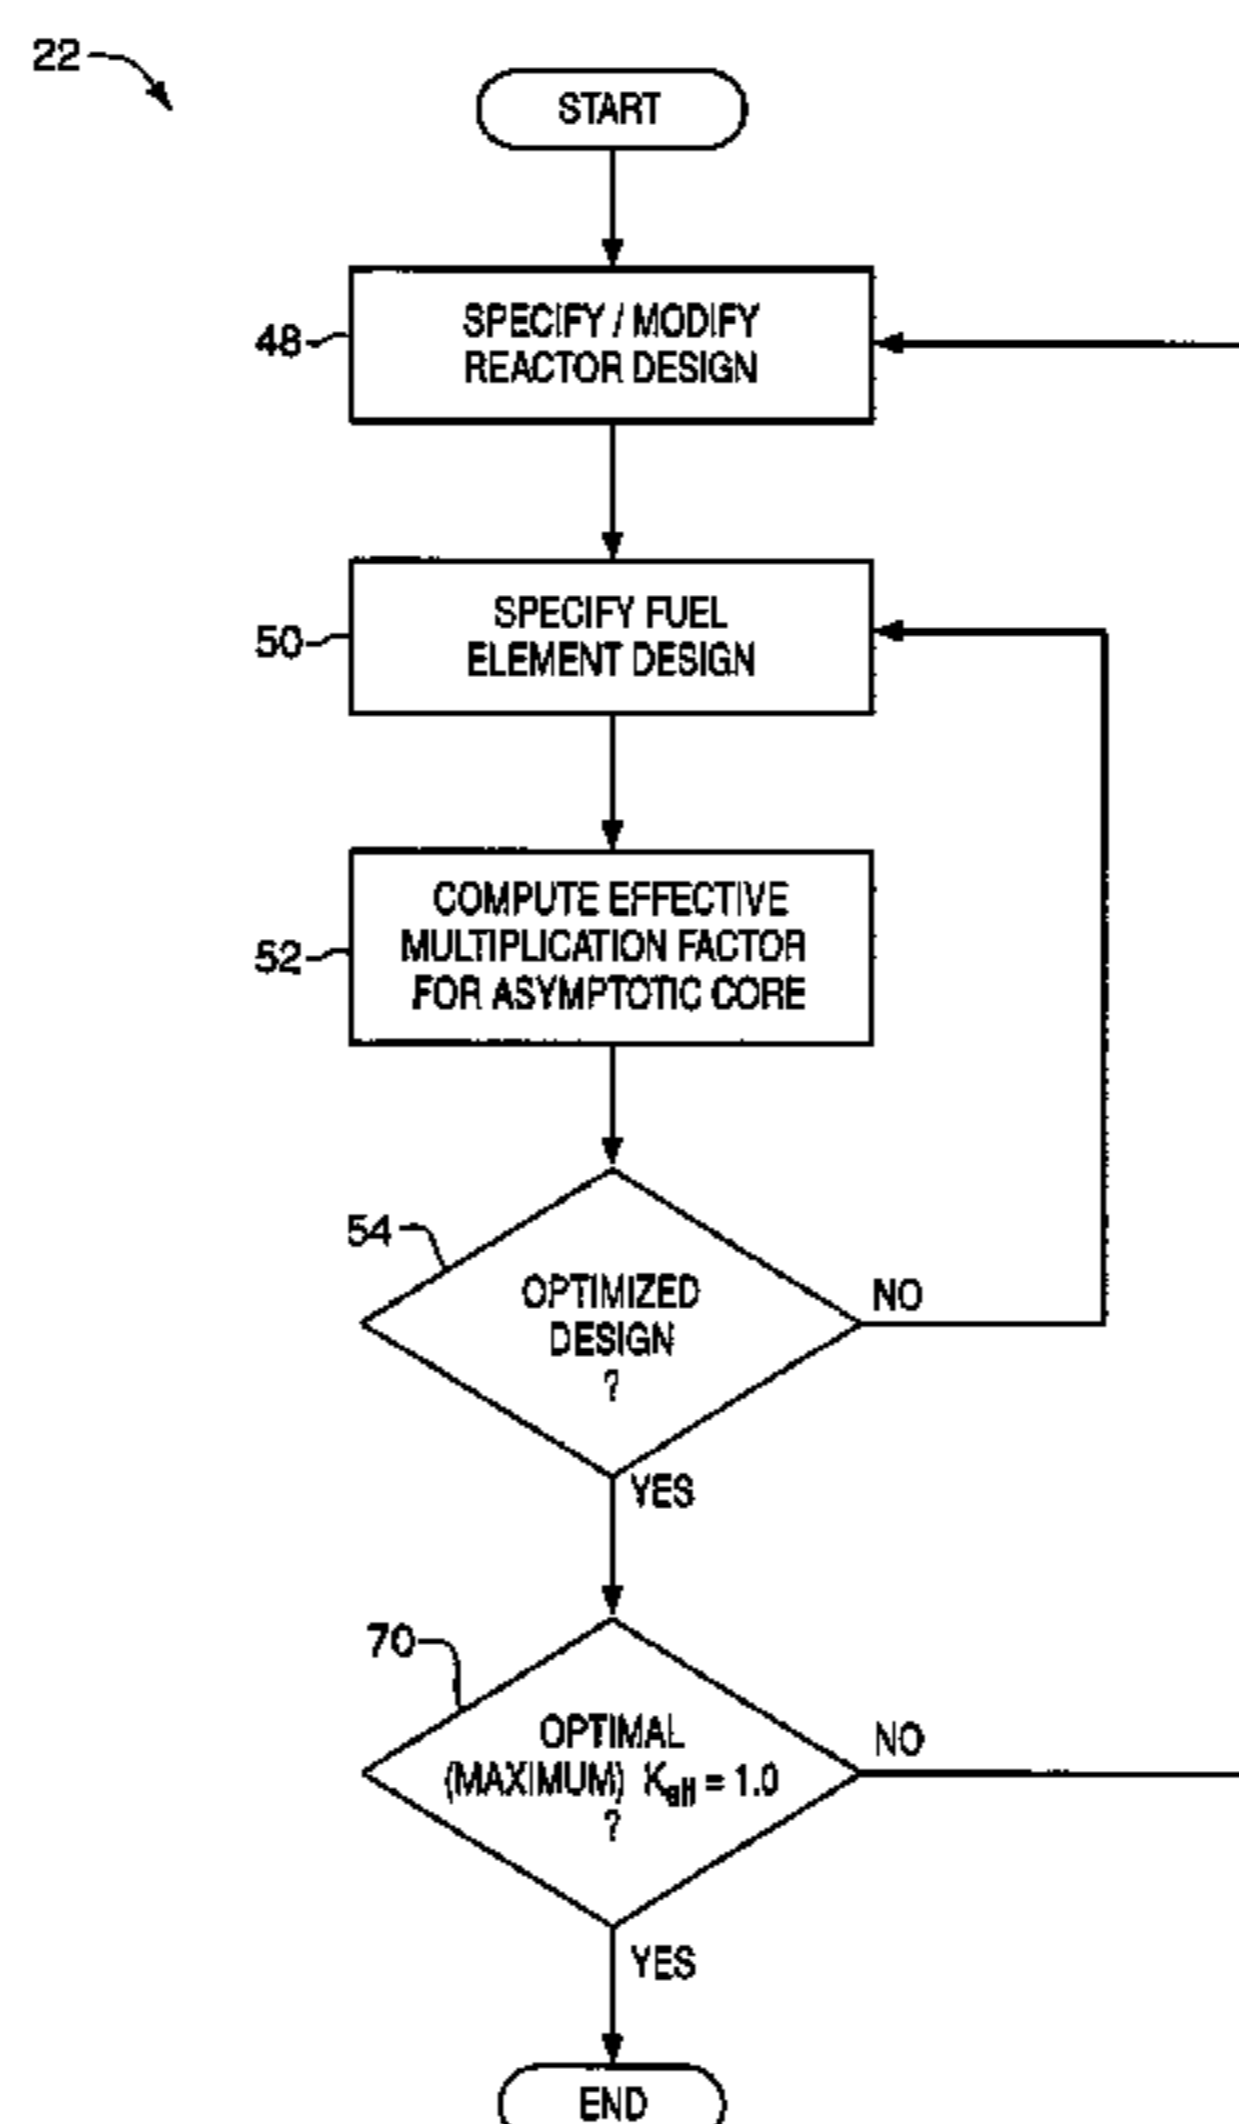 22
START
48
SPECIFY / MODIFY
REACTOR DESIGN
50
SPECIFY FUEL
ELEMENT DESIGN
52
COMPUTE EFFECTIVE
MULTIPLICATION FACTOR
FOR ASYMPTOTIC CORE
54
OPTIMIZED
DESIGN
?
NO
YES
70
OPTIMAL
(MAXIMUM) Keff = 1.0
?
NO
YES
END